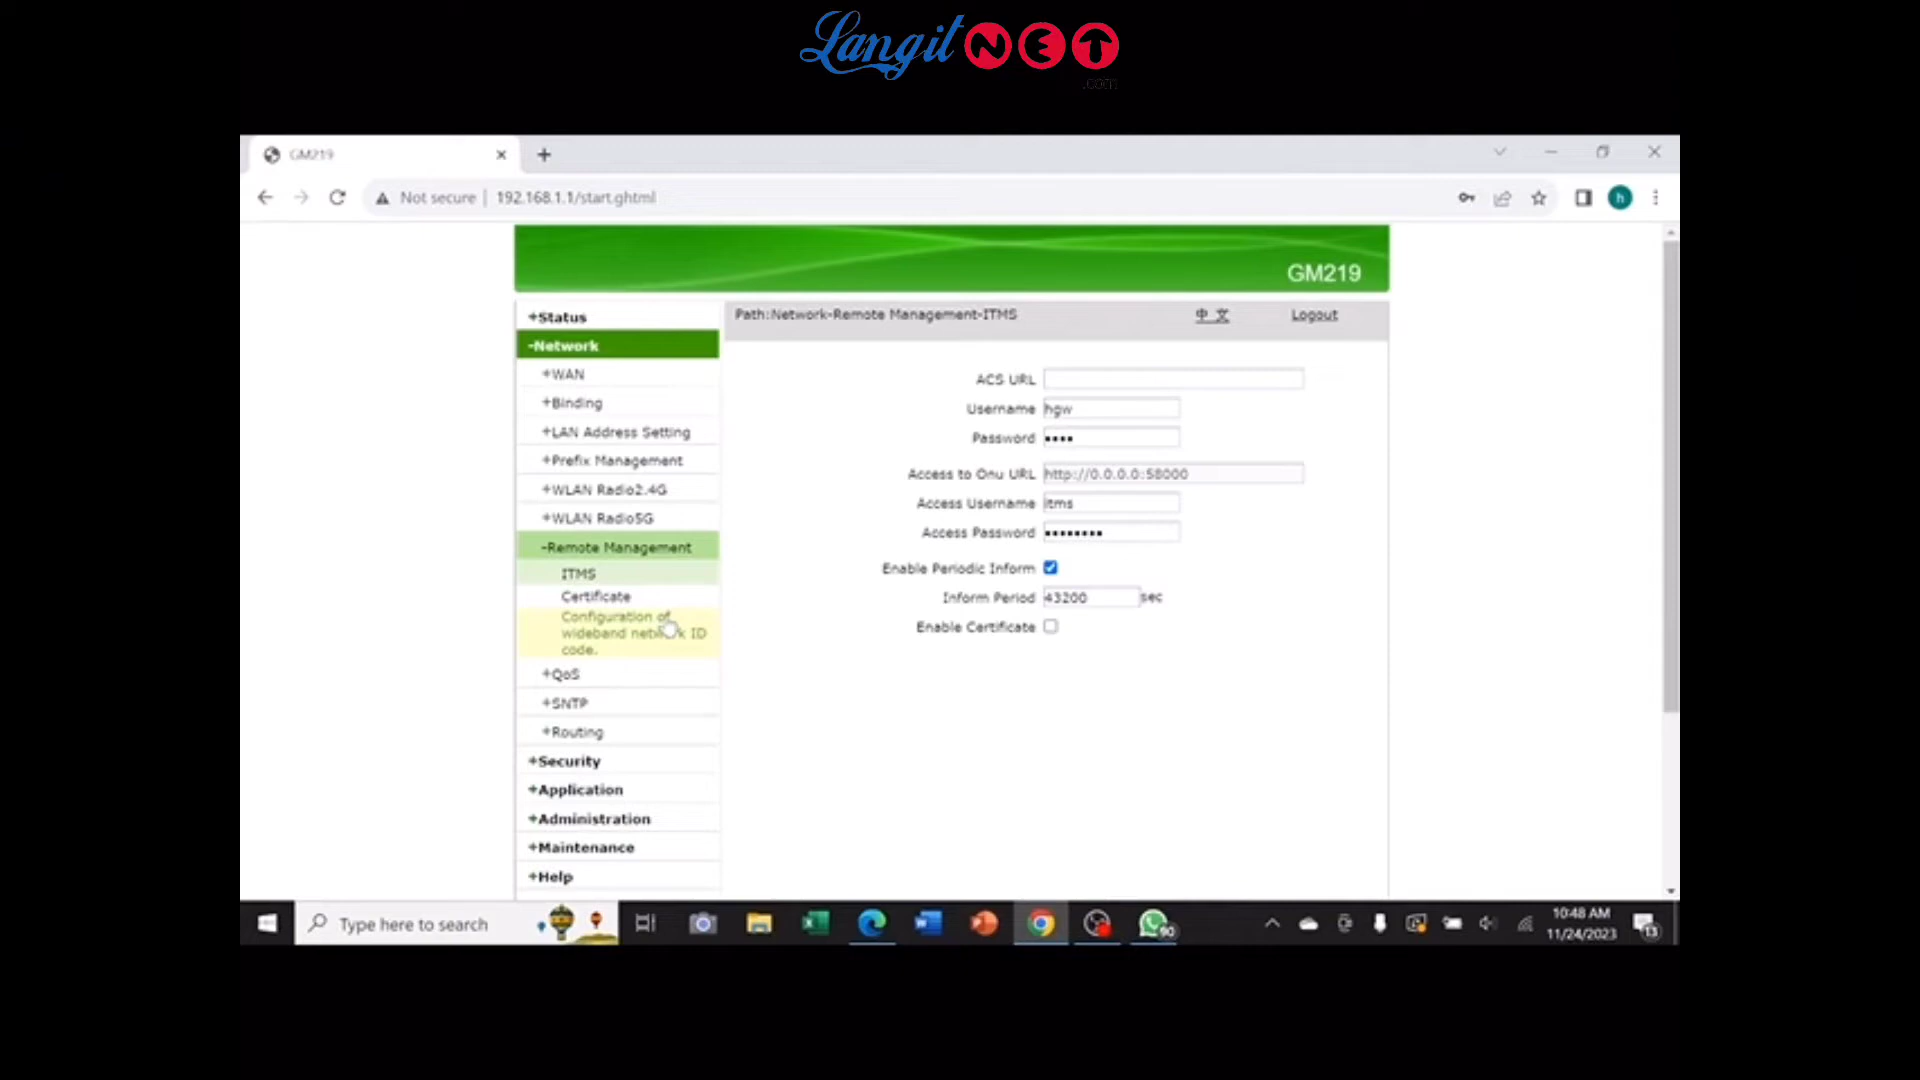 Langit NET
.com
GM219
Not secure | 192.168.1.1/start.ghtml
h
GM219
+Status
-Network
+WAN
+Binding
+LAN Address Setting
+Prefix Management
+WLAN Radio2.4G
+WLAN Radio5G
-Remote Management
ITMS
Certificate
Configuration of
wideband network ID
code.
+QoS
+SNTP
+Routing
+Security
+Application
+Administration
+Maintenance
+Help
Path:Network-Remote Management-ITMS 中 文 Logout
ACS URL
Username hgw
Password ••••
Access to Onu URL http://0.0.0.0:58000
Access Username itms
Access Password ••••••••
Enable Periodic Inform
Inform Period 43200 sec
Enable Certificate
Type here to search
90
10:48 AM
11/24/2023
13